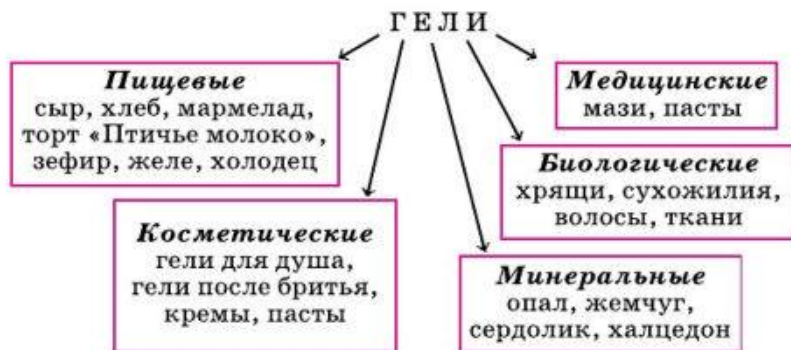 ГЕЛИ
Пищевые
сыр, хлеб, мармелад,
торт «Птичье молоко»,
зефир, желе, холодец
Медицинские
мази, пасты
Биологические
хрящи, сухожилия,
волосы, ткани
Косметические
гели для душа,
гели после бритья,
кремы, пасты
Минеральные
опал, жемчуг,
сердолик, халцедон